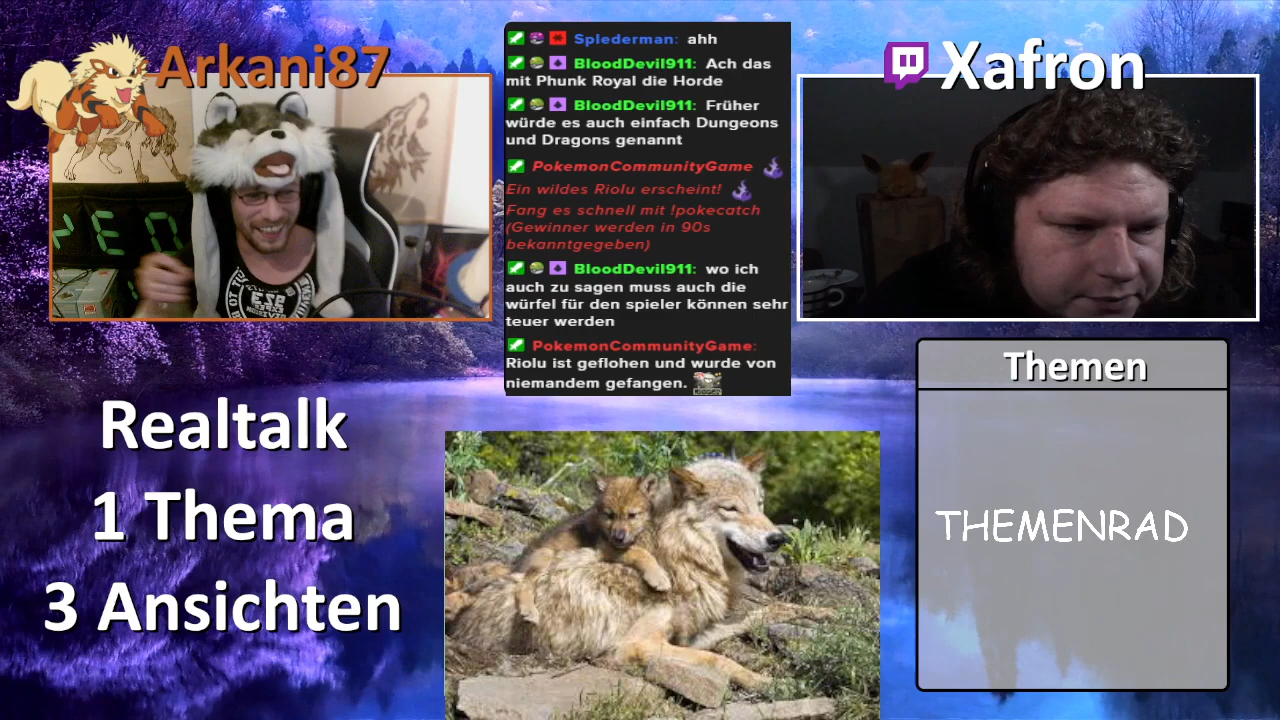 Arkani87
Spiederman: ahh
BloodDevil911: Ach das
mit Phunk Royal die Horde
BloodDevil911: Früher
würde es auch einfach Dungeons
und Dragons genannt
PokemonCommunityGame
Ein wildes Riolu erscheint!
Fang es schnell mit !pokecatch
(Gewinner werden in 90s
bekanntgegeben)
BloodDevil911: wo ich
auch zu sagen muss auch die
würfel für den spieler können sehr
teuer werden
PokemonCommunityGame:
Riolu ist geflohen und wurde von
niemandem gefangen.
Xafron
Realtalk
1 Thema
3 Ansichten
Themen
THEMENRAD